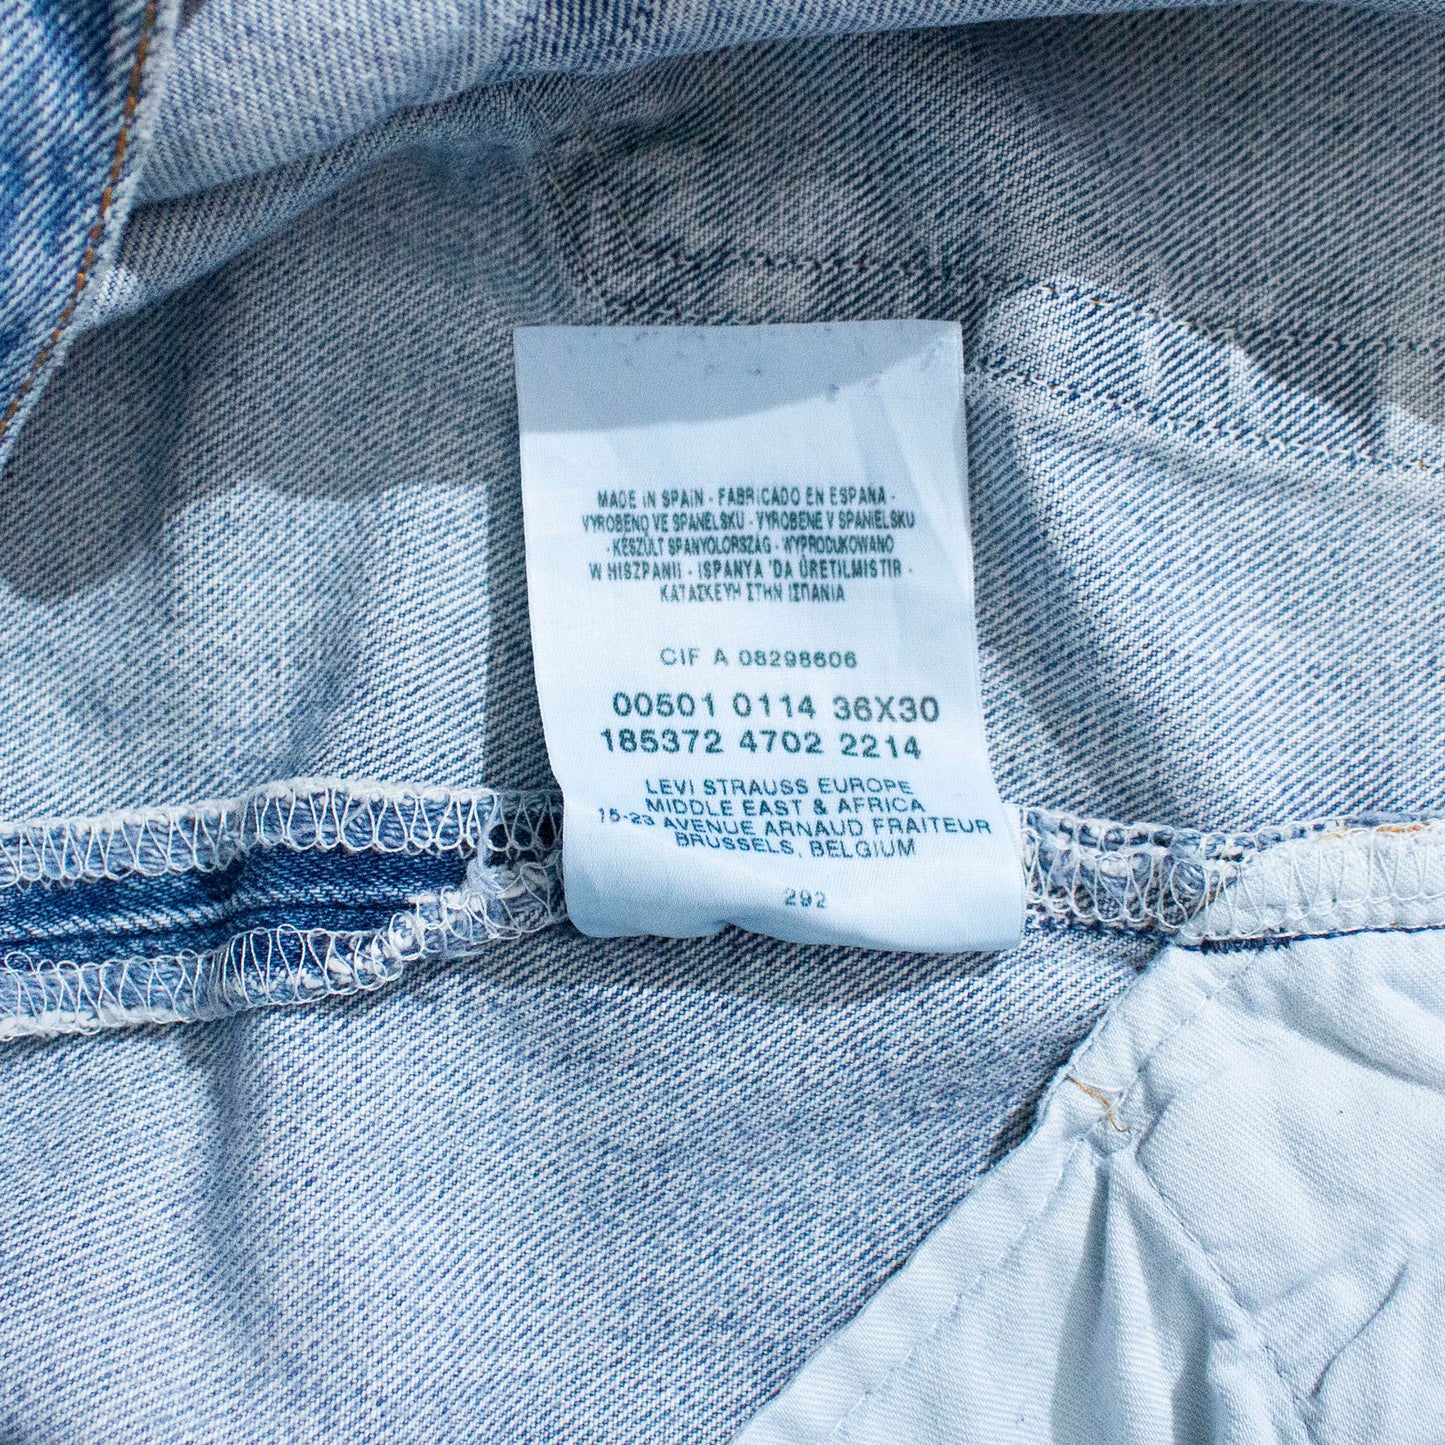 MADE IN SPAIN - FABRICADO EN ESPAÑA -
VYROBENO VE SPANELSKU - VYROBENE V SPANIELSKU
- KÉSZÜLT SPANYOLORSZÁG - WYPRODUKOWANO
W HISZPANII - ISPANYA 'DA ÜRETILMISTIR -
ΚΑΤΑΣΚΕΥΗ ΣΤΗΝ ΙΣΠΑΝΙΑ
CIF A 08298606
00501 0114 36X30
185372 4702 2214
LEVI STRAUSS EUROPE
MIDDLE EAST & AFRICA
15-23 AVENUE ARNAUD FRAITEUR
BRUSSELS, BELGIUM
292